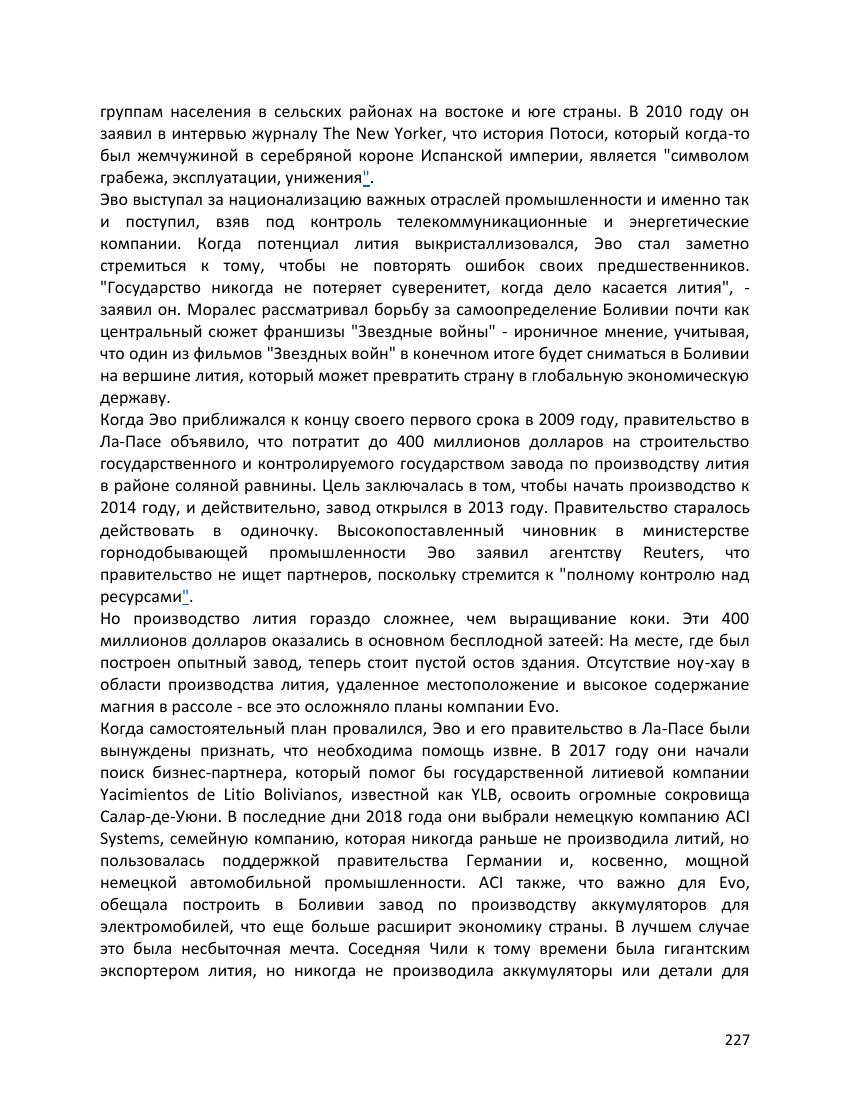 группам населения в сельских районах на востоке и юге страны. В 2010 году он
заявил в интервью журналу The New Yorker, что история Потоси, который когда-то
был жемчужиной в серебряной короне Испанской империи, является "символом
грабежа, эксплуатации, унижения".
Эво выступал за национализацию важных отраслей промышленности и именно так
и поступил, взяв под контроль телекоммуникационные и энергетические
компании. Когда потенциал лития выкристаллизовался, Эво стал заметно
стремиться к тому, чтобы не повторять ошибок своих предшественников.
"Государство никогда не потеряет суверенитет, когда дело касается лития", -
заявил он. Моралес рассматривал борьбу за самоопределение Боливии почти как
центральный сюжет франшизы "Звездные войны" - ироничное мнение, учитывая,
что один из фильмов "Звездных войн" в конечном итоге будет сниматься в Боливии
на вершине лития, который может превратить страну в глобальную экономическую
державу.
Когда Эво приближался к концу своего первого срока в 2009 году, правительство в
Ла-Пасе объявило, что потратит до 400 миллионов долларов на строительство
государственного и контролируемого государством завода по производству лития
в районе соляной равнины. Цель заключалась в том, чтобы начать производство к
2014 году, и действительно, завод открылся в 2013 году. Правительство старалось
действовать в одиночку. Высокопоставленный чиновник в министерстве
горнодобывающей промышленности Эво заявил агентству Reuters, что
правительство не ищет партнеров, поскольку стремится к "полному контролю над
ресурсами".
Но производство лития гораздо сложнее, чем выращивание коки. Эти 400
миллионов долларов оказались в основном бесплодной затеей: На месте, где был
построен опытный завод, теперь стоит пустой остов здания. Отсутствие ноу-хау в
области производства лития, удаленное местоположение и высокое содержание
магния в рассоле - все это осложняло планы компании Evo.
Когда самостоятельный план провалился, Эво и его правительство в Ла-Пасе были
вынуждены признать, что необходима помощь извне. В 2017 году они начали
поиск бизнес-партнера, который помог бы государственной литиевой компании
Yacimientos de Litio Bolivianos, известной как YLB, освоить огромные сокровища
Салар-де-Уюни. В последние дни 2018 года они выбрали немецкую компанию ACI
Systems, семейную компанию, которая никогда раньше не производила литий, но
пользовалась поддержкой правительства Германии и, косвенно, мощной
немецкой автомобильной промышленности. ACI также, что важно для Evo,
обещала построить в Боливии завод по производству аккумуляторов для
электромобилей, что еще больше расширит экономику страны. В лучшем случае
это была несбыточная мечта. Соседняя Чили к тому времени была гигантским
экспортером лития, но никогда не производила аккумуляторы или детали для
227